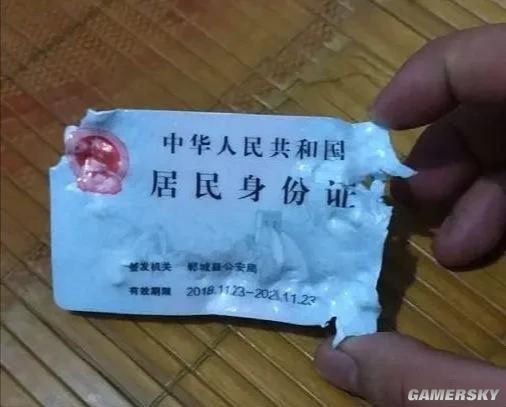 中华人民共和国
居民身份证
签发机关 郸城县公安局
有效期限 2018.11.23-202 .11.23
GAMERSKY